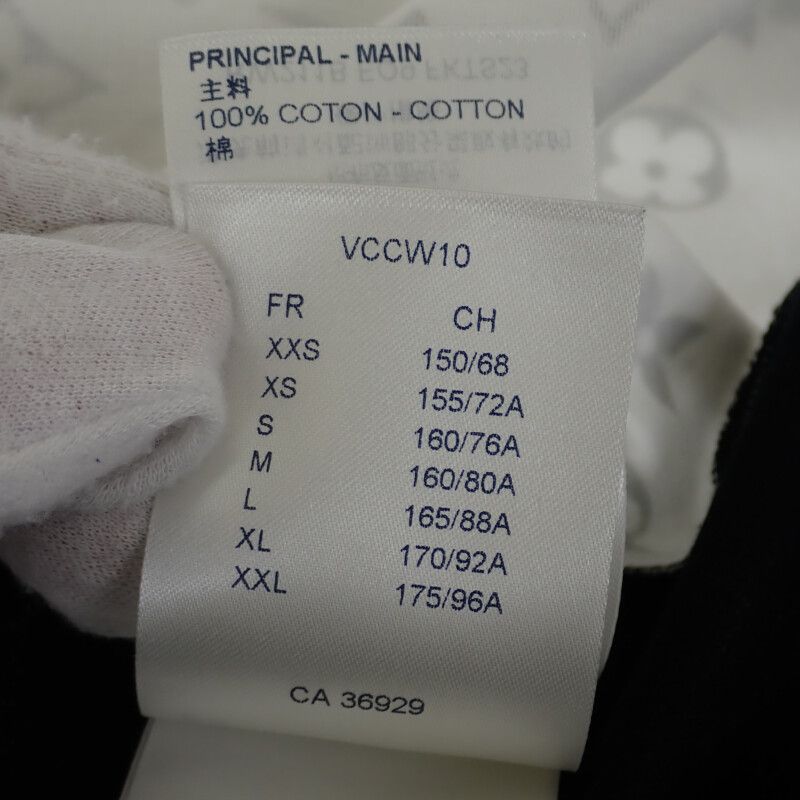 PRINCIPAL - MAIN
主料
100% COTON - COTTON
棉
VCCW10
FR CH
XXS 150/68
XS 155/72A
S 160/76A
M 160/80A
L 165/88A
XL 170/92A
XXL 175/96A
CA 36929